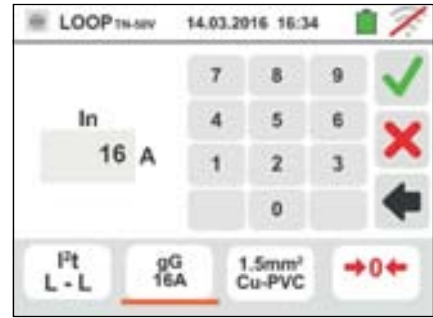 LOOP TN-50V 14.03.2016 16:34
7 8 9
In 4 5 6
16 A 1 2 3
0
I²t gG 1.5mm² →0←
L - L 16A Cu-PVC